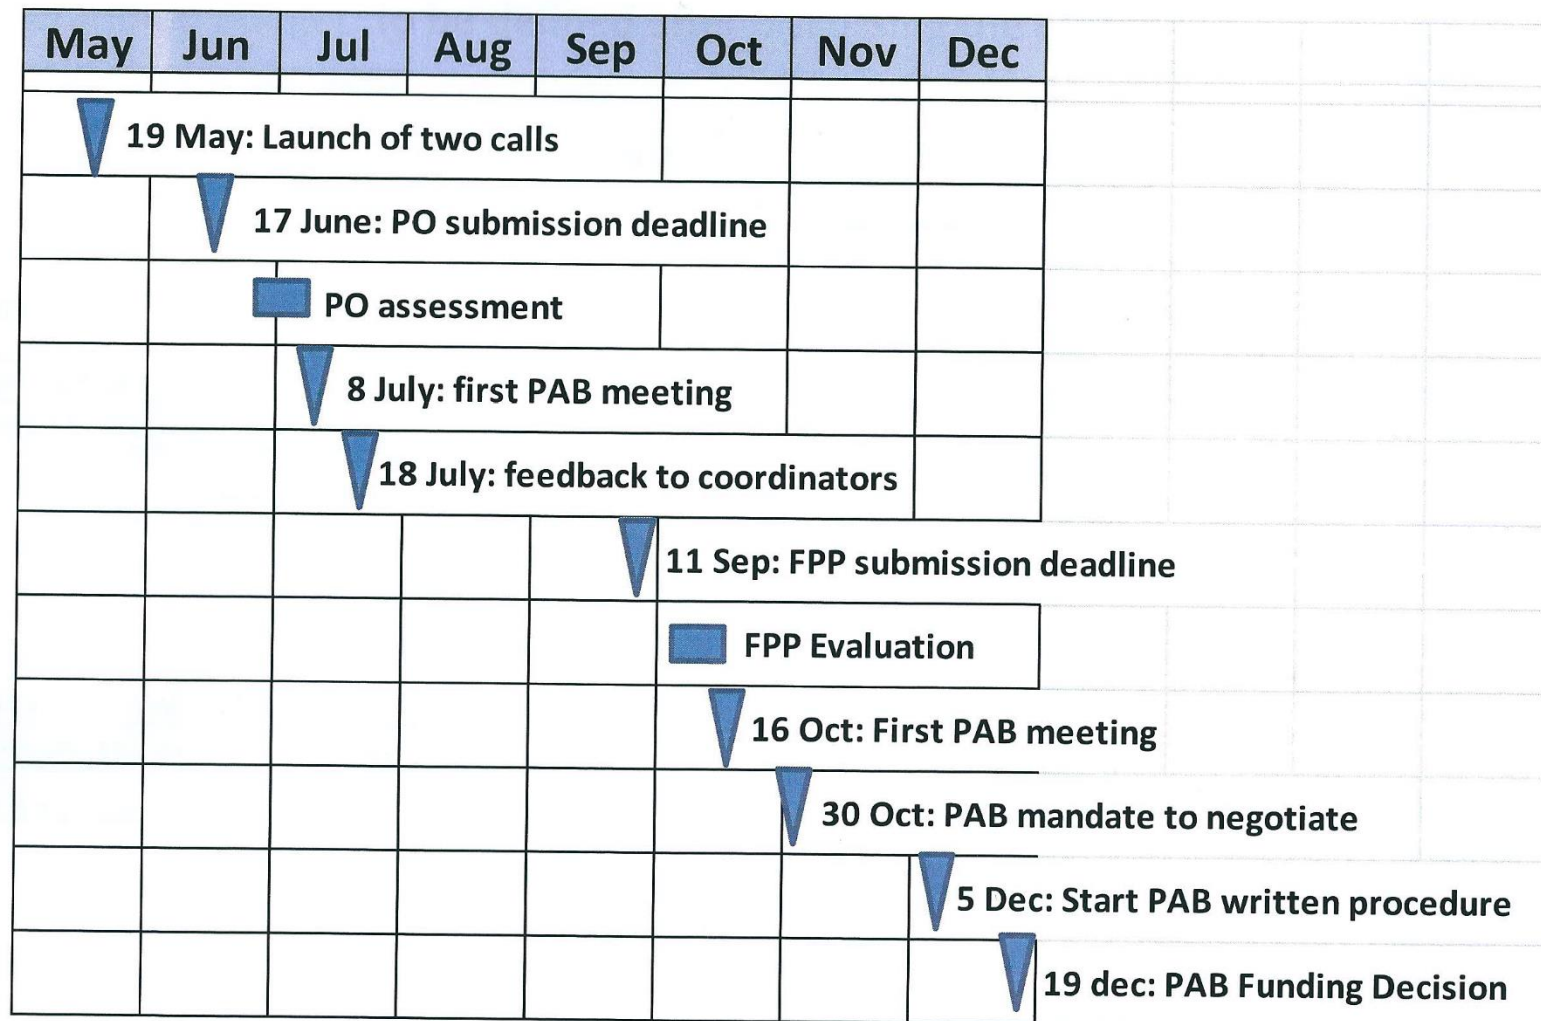 May Jun Jul Aug Sep Oct Nov Dec
19 May: Launch of two calls
17 June: PO submission deadline
PO assessment
8 July: first PAB meeting
18 July: feedback to coordinators
11 Sep: FPP submission deadline
FPP Evaluation
16 Oct: First PAB meeting
30 Oct: PAB mandate to negotiate
5 Dec: Start PAB written procedure
19 dec: PAB Funding Decision